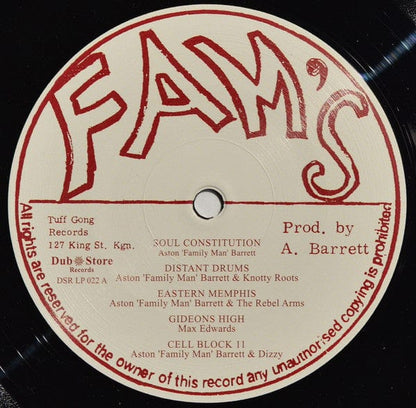 FAM'S
Tuff Gong
Records
127 King St. Kgn.
Dub Store
Records
DSR LP 022 A
Prod. by
A. Barrett
SOUL CONSTITUTION
Aston 'Family Man' Barrett
DISTANT DRUMS
Aston 'Family Man' Barrett & Knotty Roots
EASTERN MEMPHIS
Aston 'Family Man' Barrett & The Rebel Arms
GIDEONS HIGH
Max Edwards
CELL BLOCK 11
Aston 'Family Man' Barrett & Dizzy
All rights are reserved for the owner of this record any unauthorised copying is prohibited